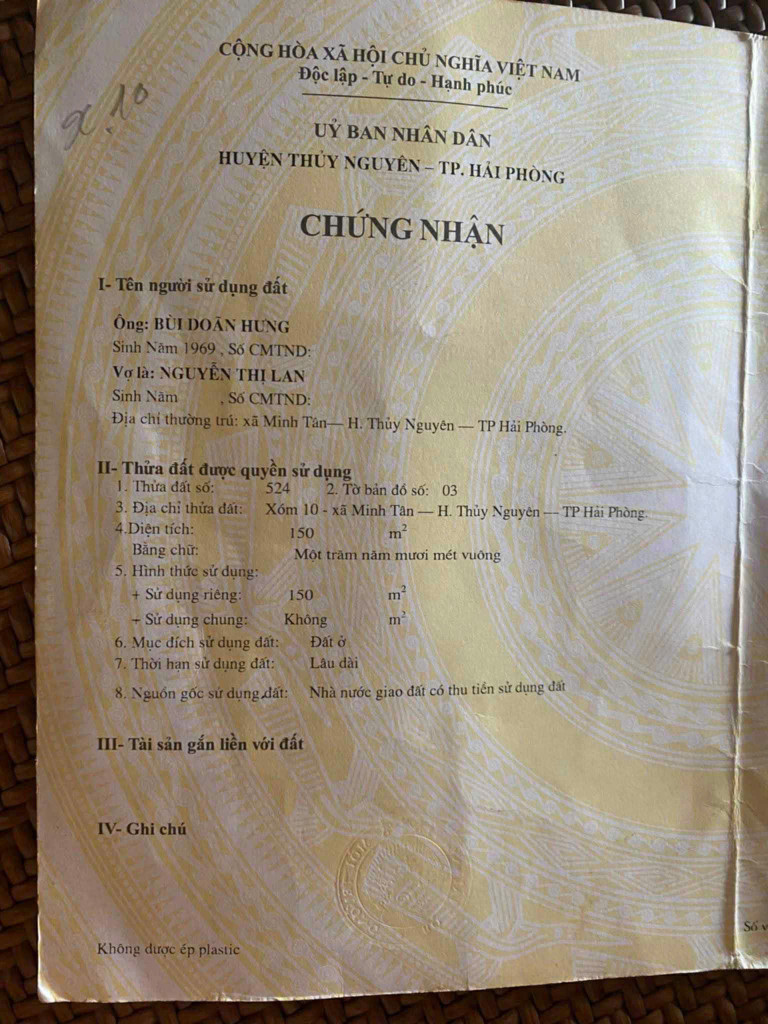 CỘNG HÒA XÃ HỘI CHỦ NGHĨA VIỆT NAM
Độc lập - Tự do - Hạnh phúc
x.10
UỶ BAN NHÂN DÂN
HUYỆN THỦY NGUYÊN – TP. HẢI PHÒNG
CHỨNG NHẬN
I- Tên người sử dụng đất
Ông: BÙI DOÃN HƯNG
Sinh Năm 1969 , Số CMTND:
Vợ là: NGUYỄN THỊ LAN
Sinh Năm , Số CMTND:
Địa chỉ thường trú: xã Minh Tân— H. Thủy Nguyên — TP Hải Phòng.
II- Thửa đất được quyền sử dụng
1. Thửa đất số: 524 2. Tờ bản đồ số: 03
3. Địa chỉ thửa đất: Xóm 10 - xã Minh Tân — H. Thủy Nguyên — TP Hải Phòng.
4.Diện tích: 150 m²
Bằng chữ: Một trăm năm mươi mét vuông
5. Hình thức sử dụng:
+ Sử dụng riêng: 150 m²
+ Sử dụng chung: Không m²
6. Mục đích sử dụng đất: Đất ở
7. Thời hạn sử dụng đất: Lâu dài
8. Nguồn gốc sử dụng đất: Nhà nước giao đất có thu tiền sử dụng đất
III- Tài sản gắn liền với đất
IV- Ghi chú
Số v
Không được ép plastic